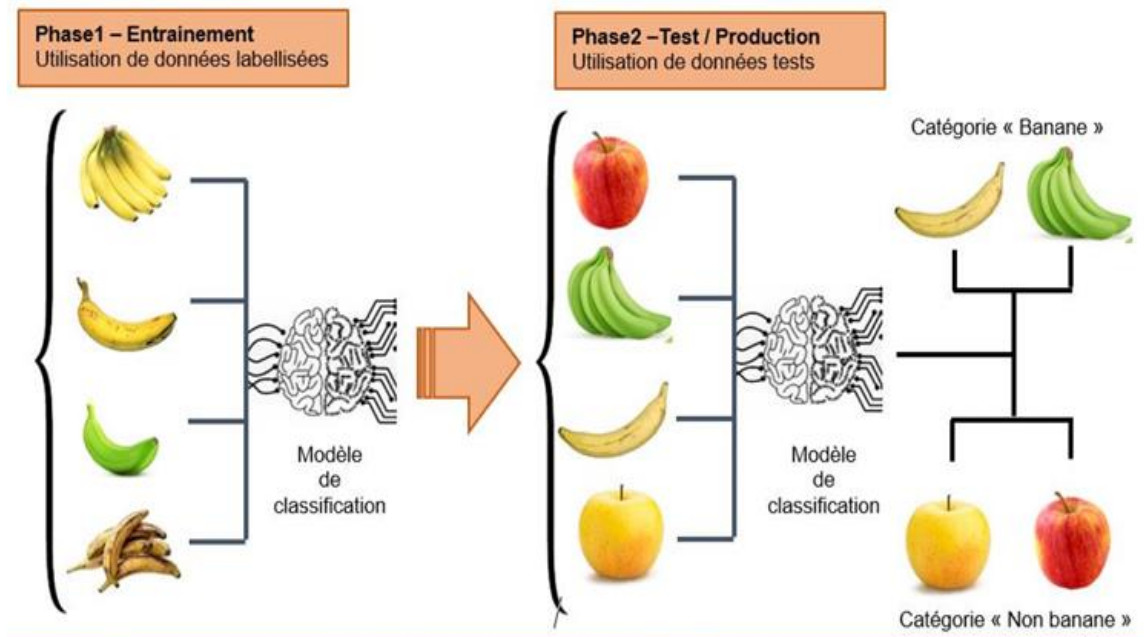 Phase1 – Entrainement
Utilisation de données labellisées
Phase2 –Test / Production
Utilisation de données tests
Catégorie « Banane »
Modèle
de
classification
Modèle
de
classification
Catégorie « Non banane »